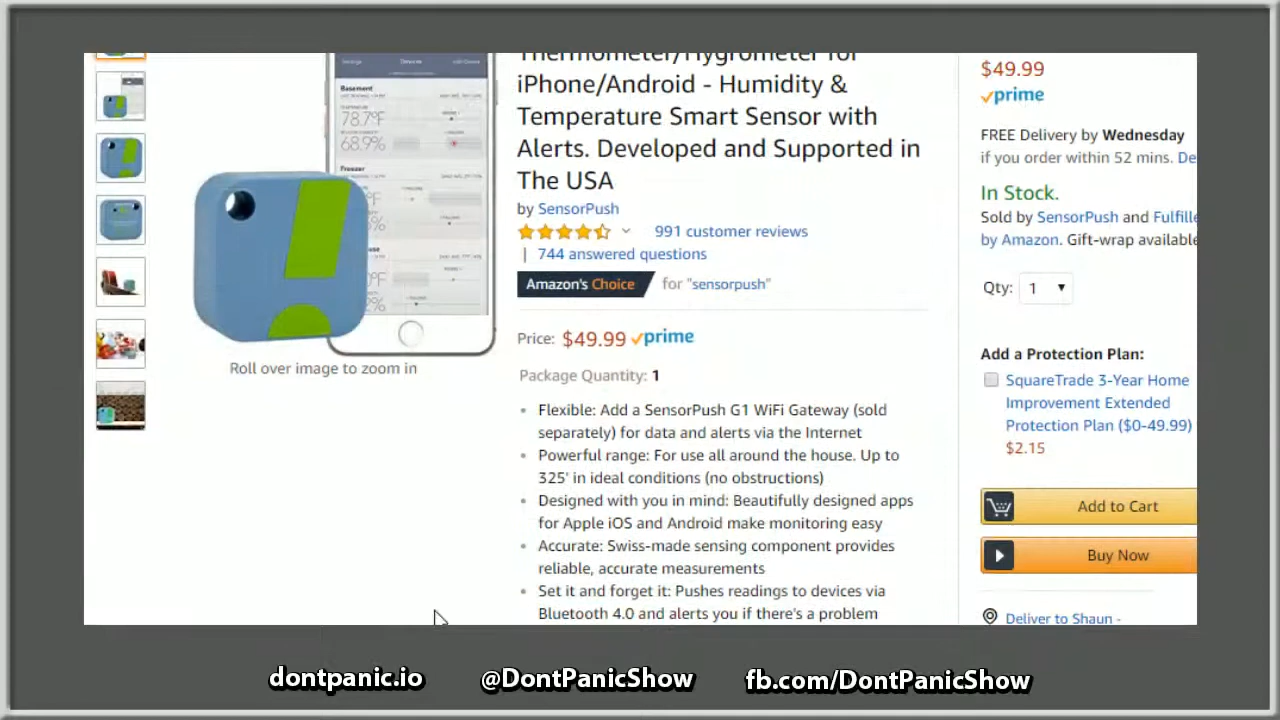 Thermometer/Hygrometer for
iPhone/Android - Humidity &
Temperature Smart Sensor with
Alerts. Developed and Supported in
The USA
by SensorPush
991 customer reviews
| 744 answered questions
Amazon's Choice for "sensorpush"
Price: $49.99 prime
Package Quantity: 1
• Flexible: Add a SensorPush G1 WiFi Gateway (sold
separately) for data and alerts via the Internet
• Powerful range: For use all around the house. Up to
325' in ideal conditions (no obstructions)
• Designed with you in mind: Beautifully designed apps
for Apple iOS and Android make monitoring easy
• Accurate: Swiss-made sensing component provides
reliable, accurate measurements
• Set it and forget it: Pushes readings to devices via
Bluetooth 4.0 and alerts you if there's a problem
Settings Devices
Basement
78.7°F
68.9%
Freezer
Roll over image to zoom in
$49.99
prime
FREE Delivery by Wednesday
if you order within 52 mins. De
In Stock.
Sold by SensorPush and Fulfille
by Amazon. Gift-wrap available
Qty: 1
Add a Protection Plan:
SquareTrade 3-Year Home
Improvement Extended
Protection Plan ($0-49.99)
$2.15
Add to Cart
Buy Now
Deliver to Shaun -
dontpanic.io @DontPanicShow fb.com/DontPanicShow